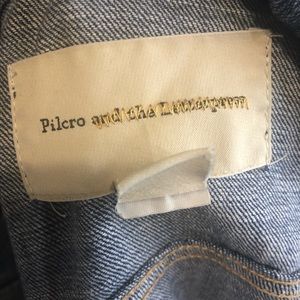 Pilcro and the Letterpress